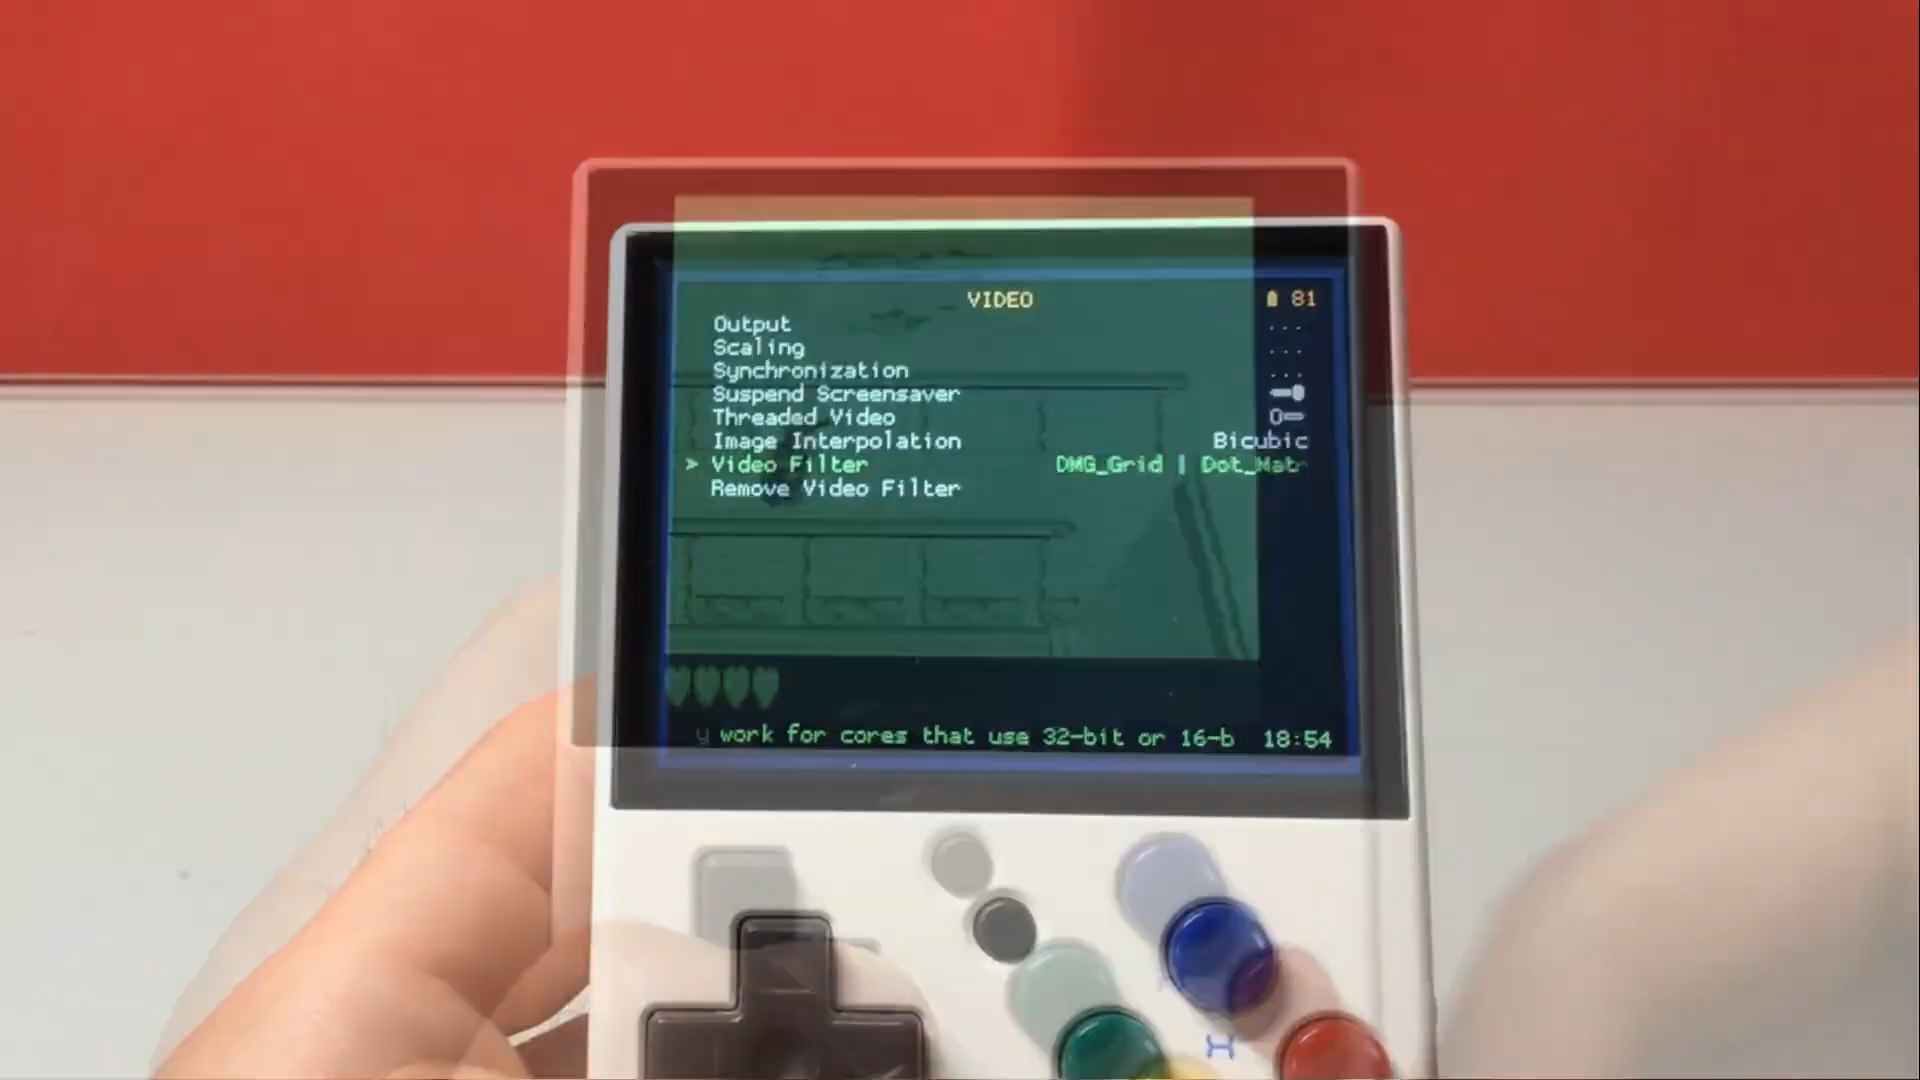 VIDEO 81
Output ...
Scaling ...
Synchronization ...
Suspend Screensaver
Threaded Video
Image Interpolation Bicubic
> Video Filter DMG_Grid | Dot_Matr
Remove Video Filter
y work for cores that use 32-bit or 16-b 18:54
X